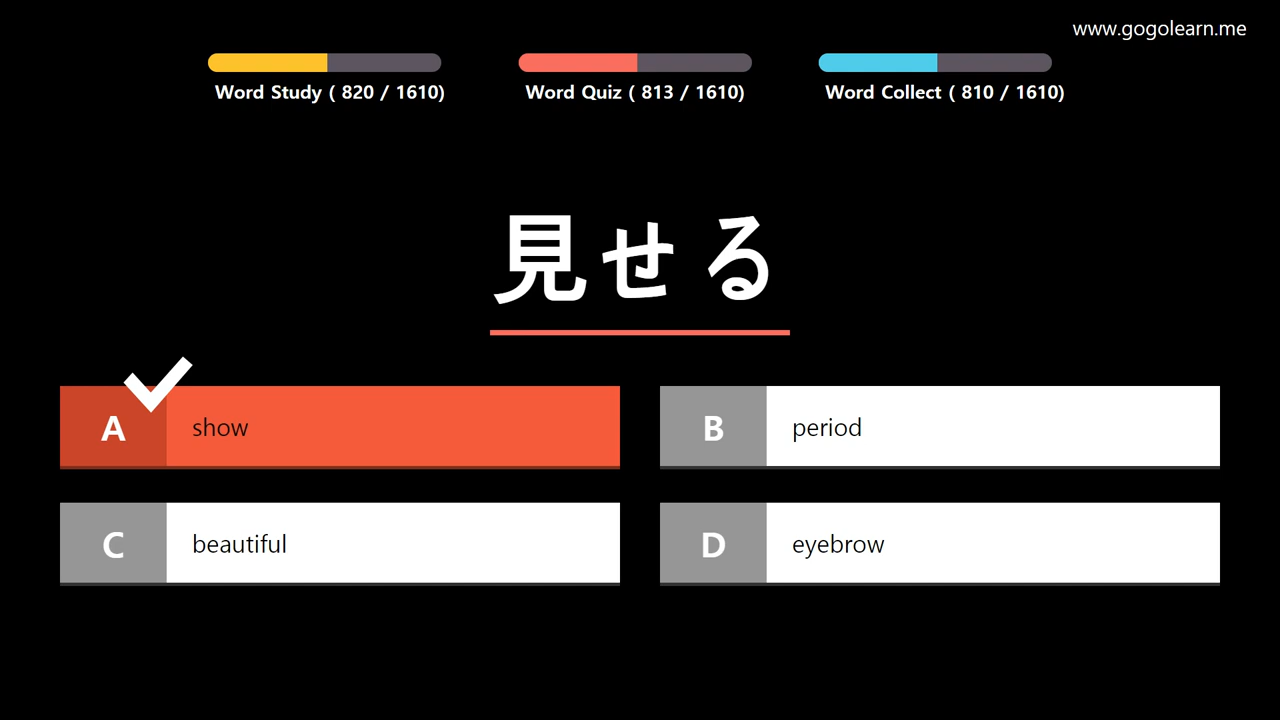 www.gogolearn.me
Word Study ( 820 / 1610)
Word Quiz ( 813 / 1610)
Word Collect ( 810 / 1610)
見せる
A show
B period
C beautiful
D eyebrow